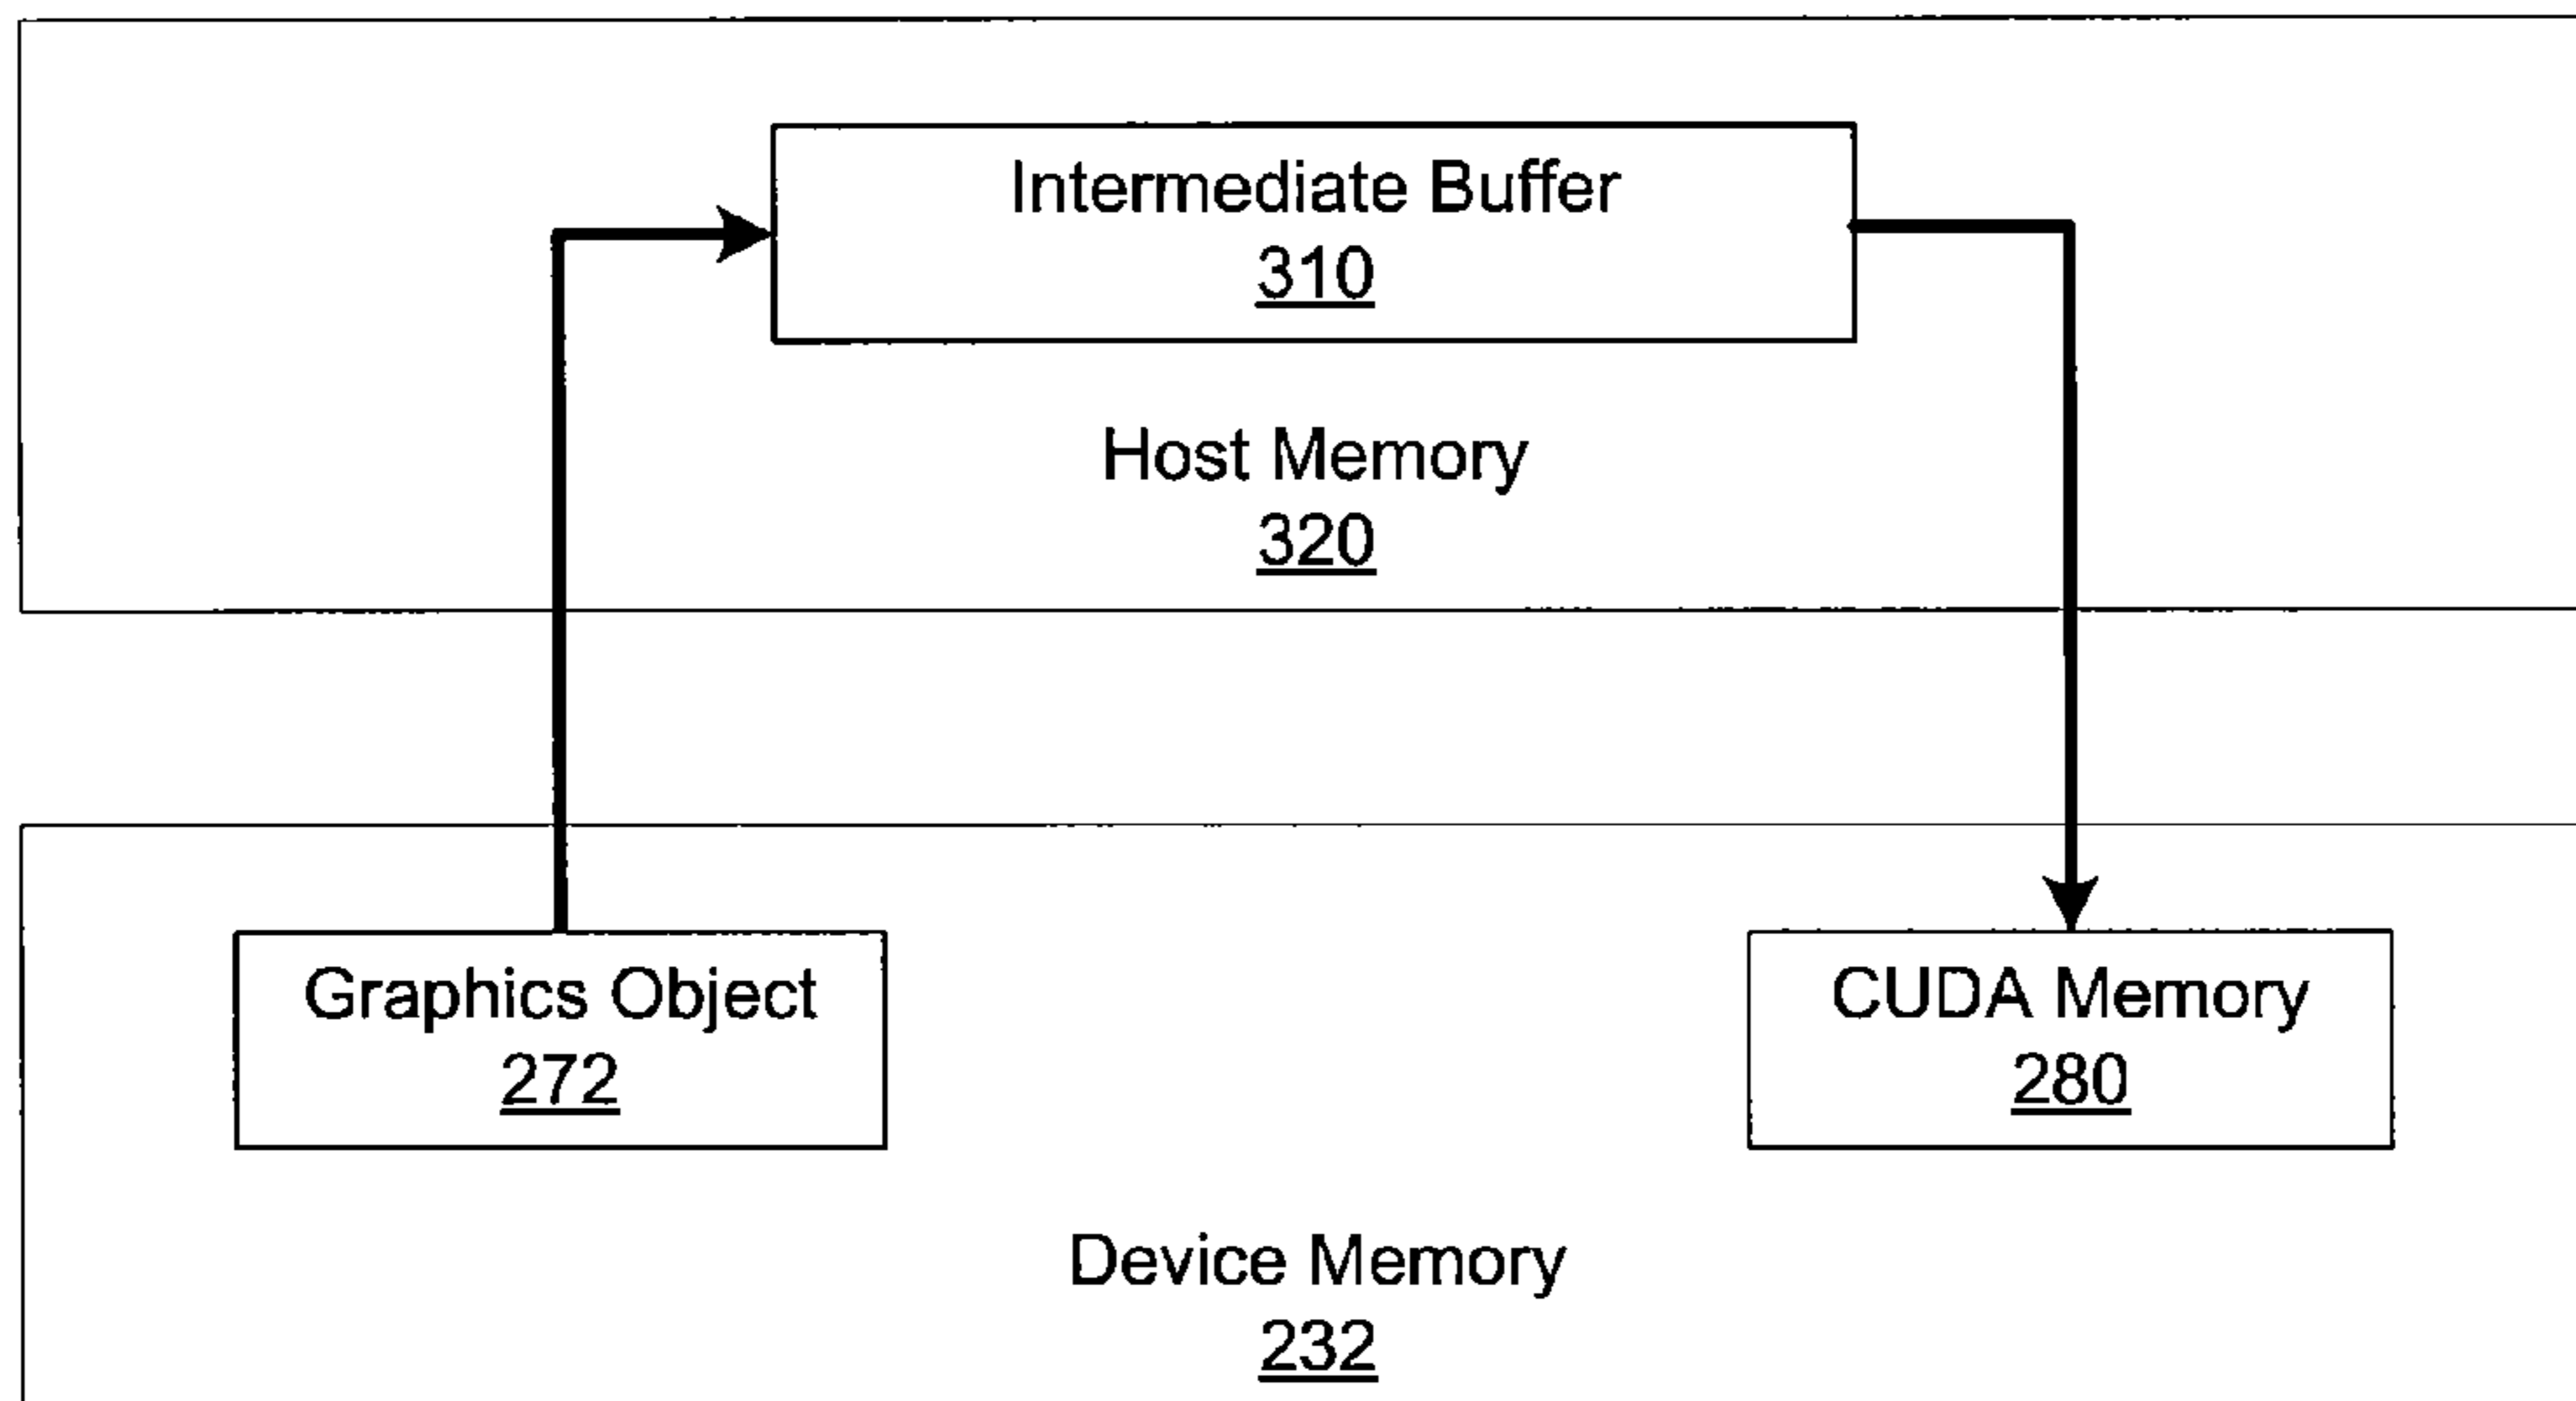 Intermediate Buffer
310
Host Memory
320
Graphics Object
272
CUDA Memory
280
Device Memory
232